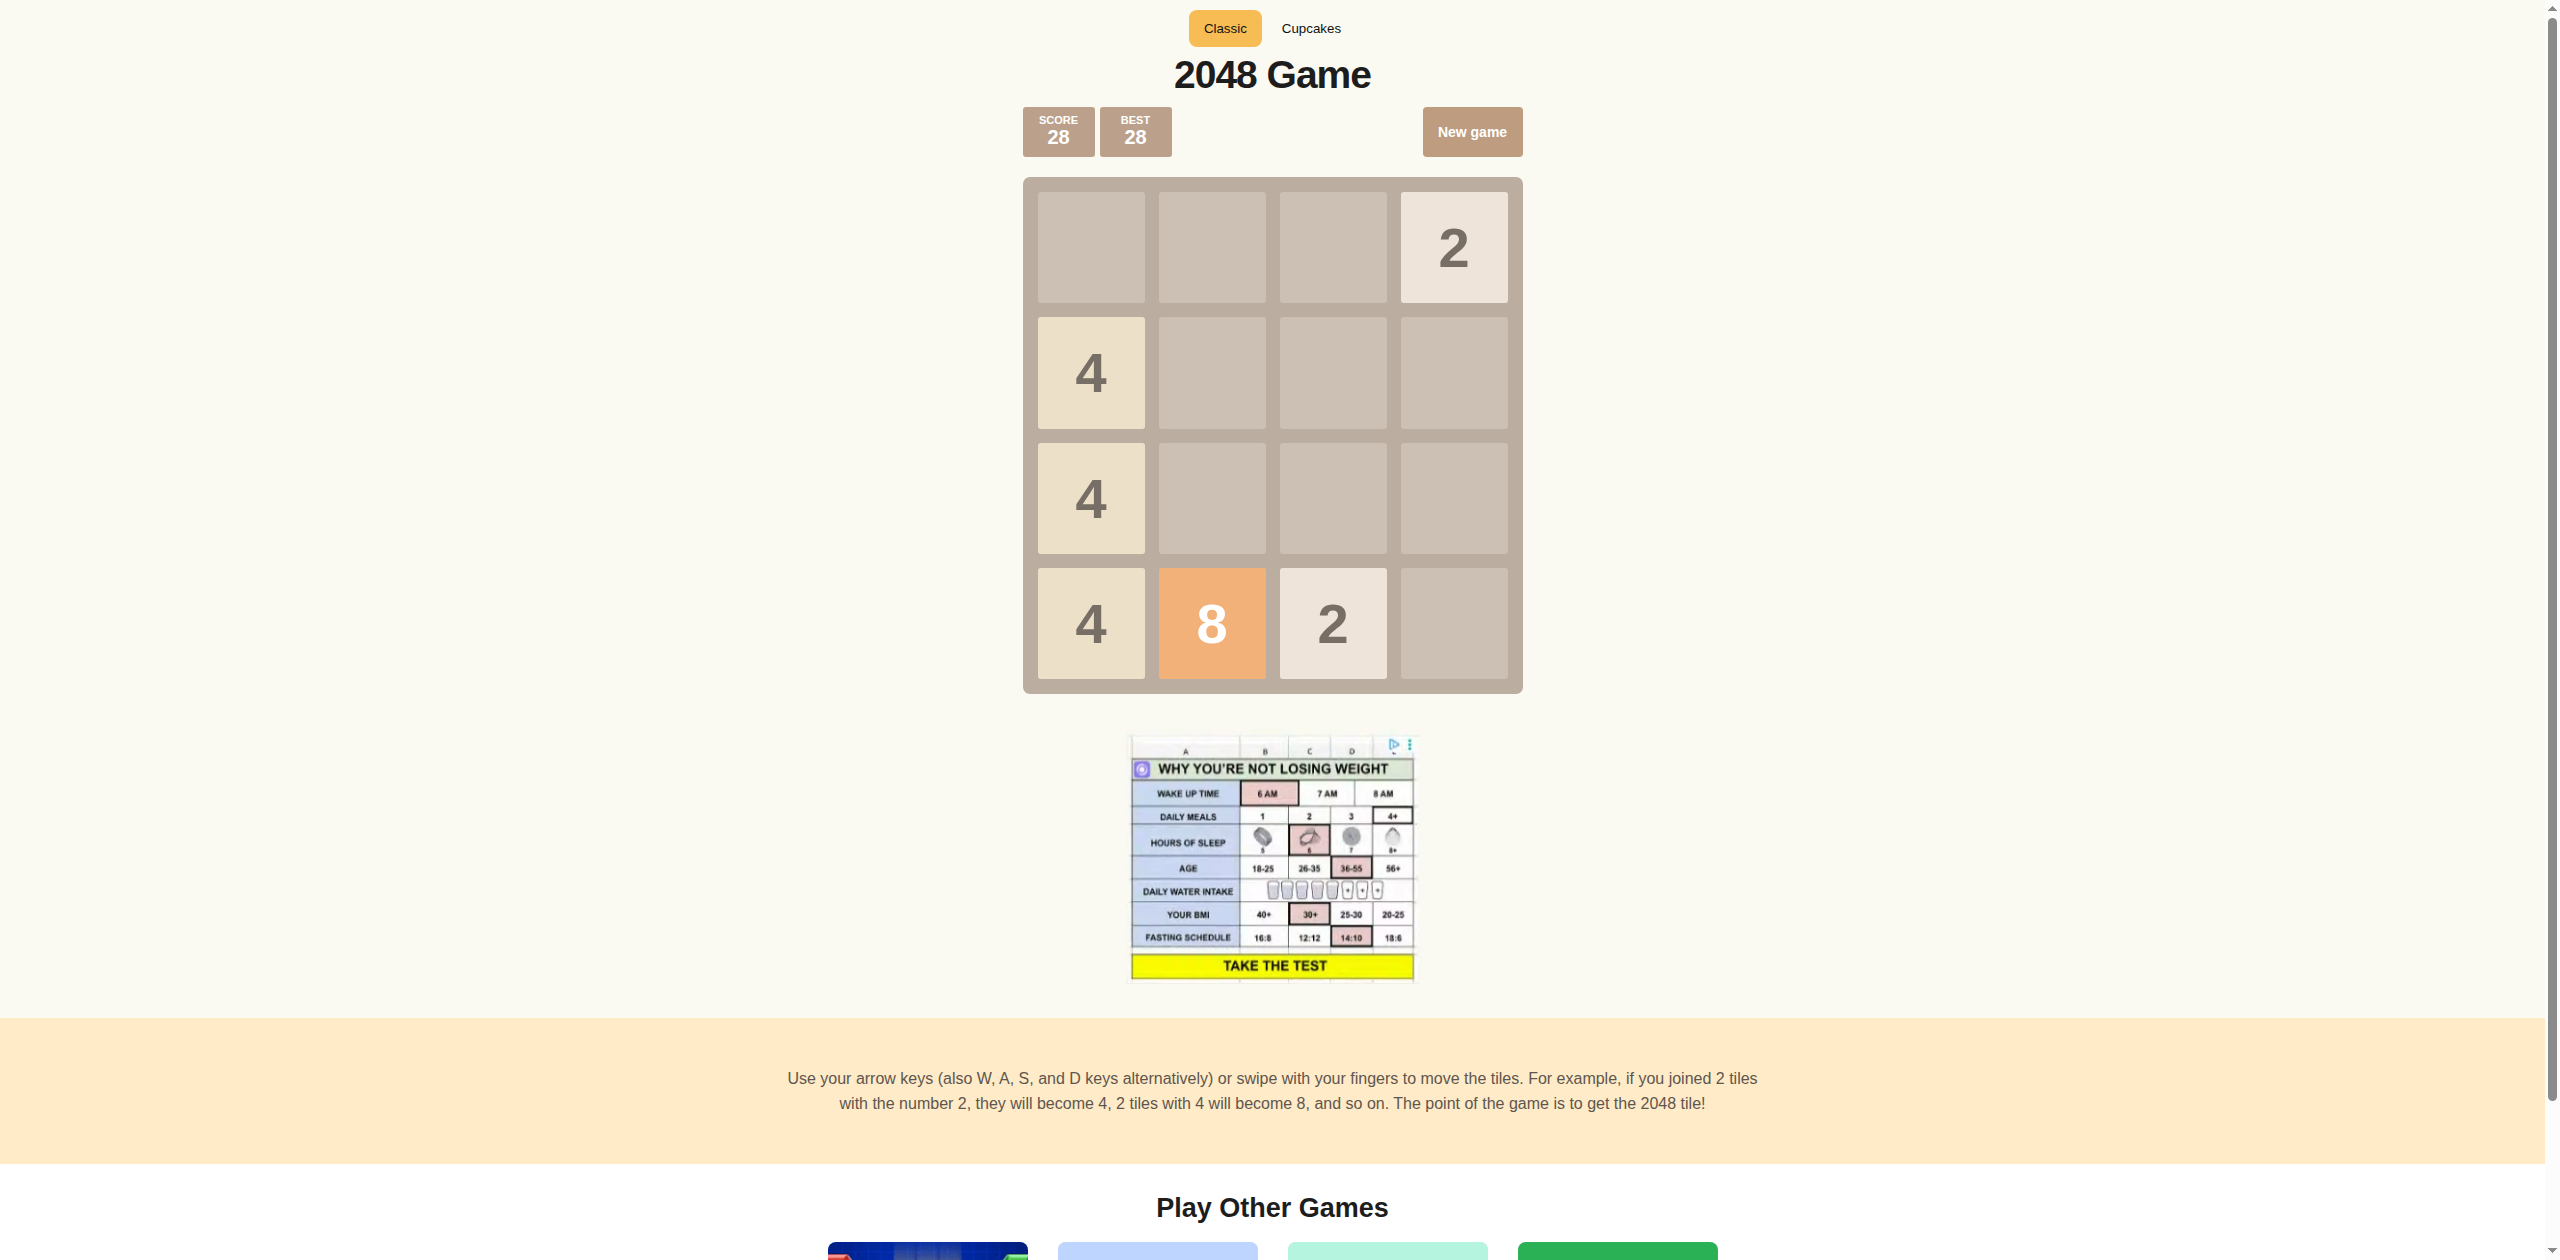 Classic Cupcakes
2048 Game
SCORE BEST
28 28
New game
2
4
4
4 8 2
A B C D
WHY YOU'RE NOT LOSING WEIGHT
WAKE UP TIME 6 AM 7 AM 8 AM
DAILY MEALS 1 2 3 4+
HOURS OF SLEEP 5 6 7 8+
AGE 18-25 26-35 36-55 56+
DAILY WATER INTAKE
YOUR BMI 40+ 30+ 25-30 20-25
FASTING SCHEDULE 16:8 12:12 14:10 18:6
TAKE THE TEST
Use your arrow keys (also W, A, S, and D keys alternatively) or swipe with your fingers to move the tiles. For example, if you joined 2 tiles
with the number 2, they will become 4, 2 tiles with 4 will become 8, and so on. The point of the game is to get the 2048 tile!
Play Other Games